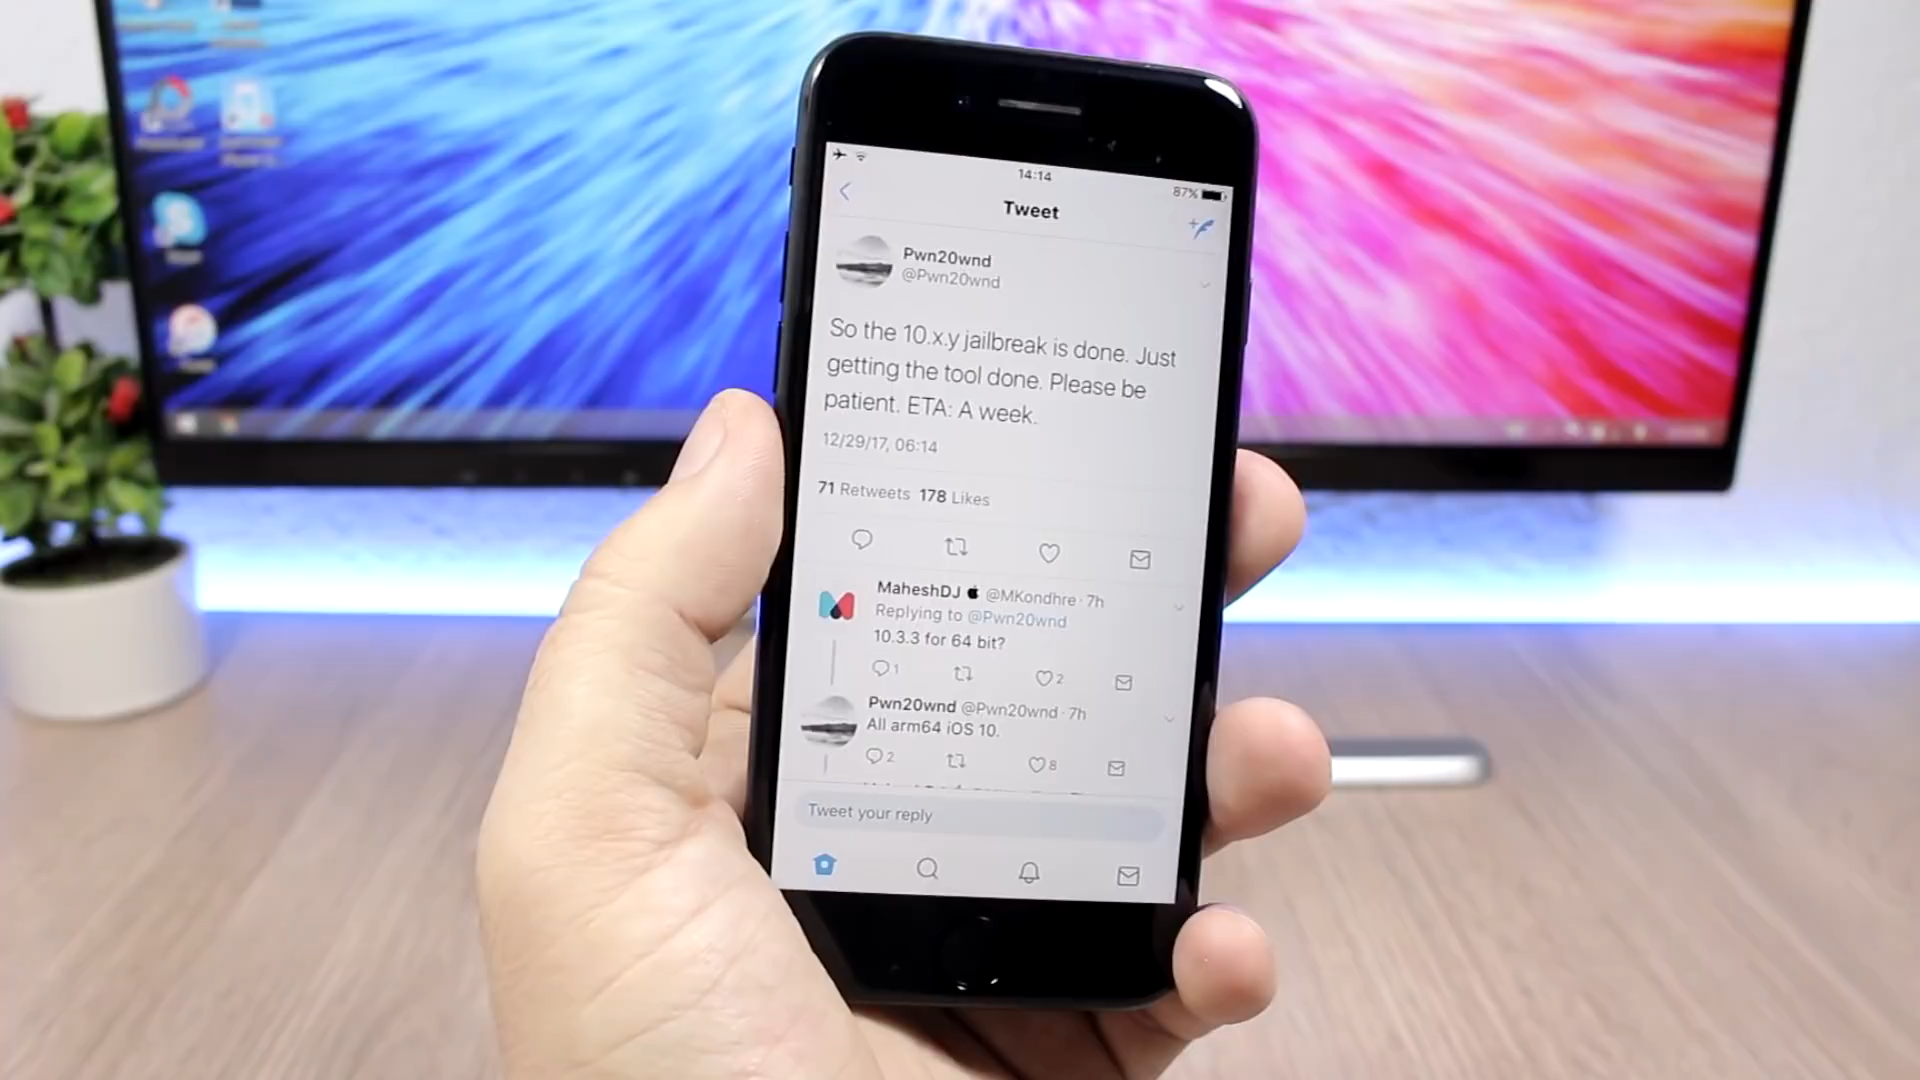 14:14
87%
Tweet
Pwn20wnd
@Pwn20wnd
So the 10.x.y jailbreak is done. Just
getting the tool done. Please be
patient. ETA: A week.
12/29/17, 06:14
71 Retweets 178 Likes
MaheshDJ @MKondhre · 7h
Replying to @Pwn20wnd
10.3.3 for 64 bit?
1 2
Pwn20wnd @Pwn20wnd · 7h
All arm64 iOS 10.
2 8
Tweet your reply